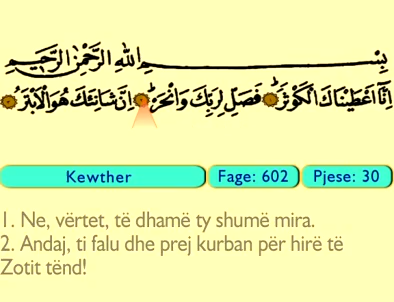 بِسْمِ اللهِ الرَّحْمٰنِ الرَّحِيمِ
اِنَّٓا اَعْطَيْنَاكَ الْكَوْثَرَۜ فَصَلِّ لِرَبِّكَ وَانْحَرْۜ اِنَّ شَانِئَكَ هُوَ الْاَبْتَرُ
Kewther Fage: 602 Pjese: 30
1. Ne, vërtet, të dhamë ty shumë mira.
2. Andaj, ti falu dhe prej kurban për hirë të
Zotit tënd!